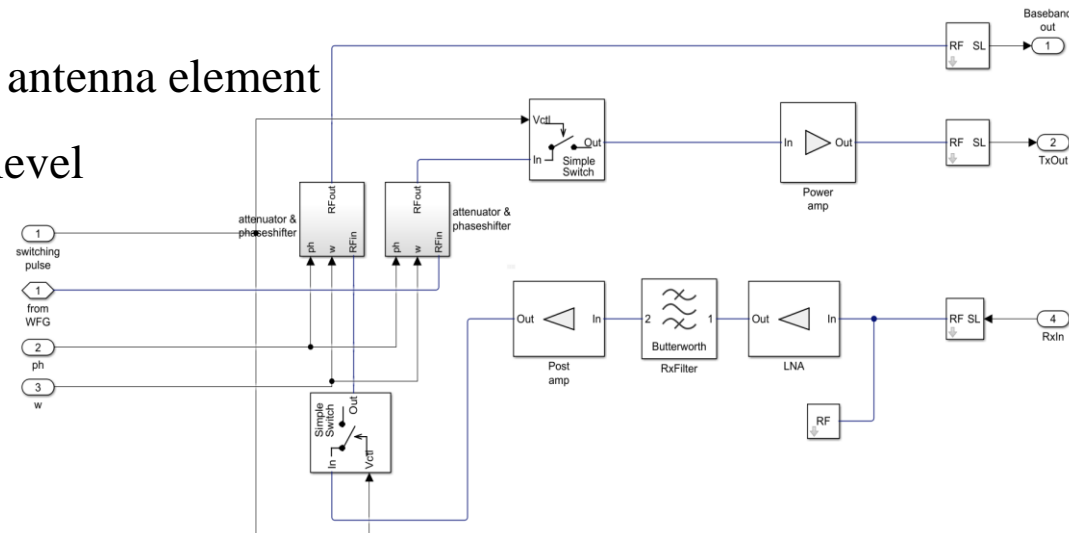 antenna element
level
Baseband
out
RF SL
1
Vctl
In
Out
Simple
Switch
In
Out
Power
amp
RF SL
2
TxOut
attenuator &
phaseshifter
RFout
ph
w
RFin
RFout
ph
w
RFin
attenuator &
phaseshifter
1
switching
pulse
1
from
WFG
2
ph
3
w
Out
In
Post
amp
2
1
Butterworth
RxFilter
Out
In
LNA
RF SL
4
RxIn
RF
Simple
Switch
Out
In
Vctl